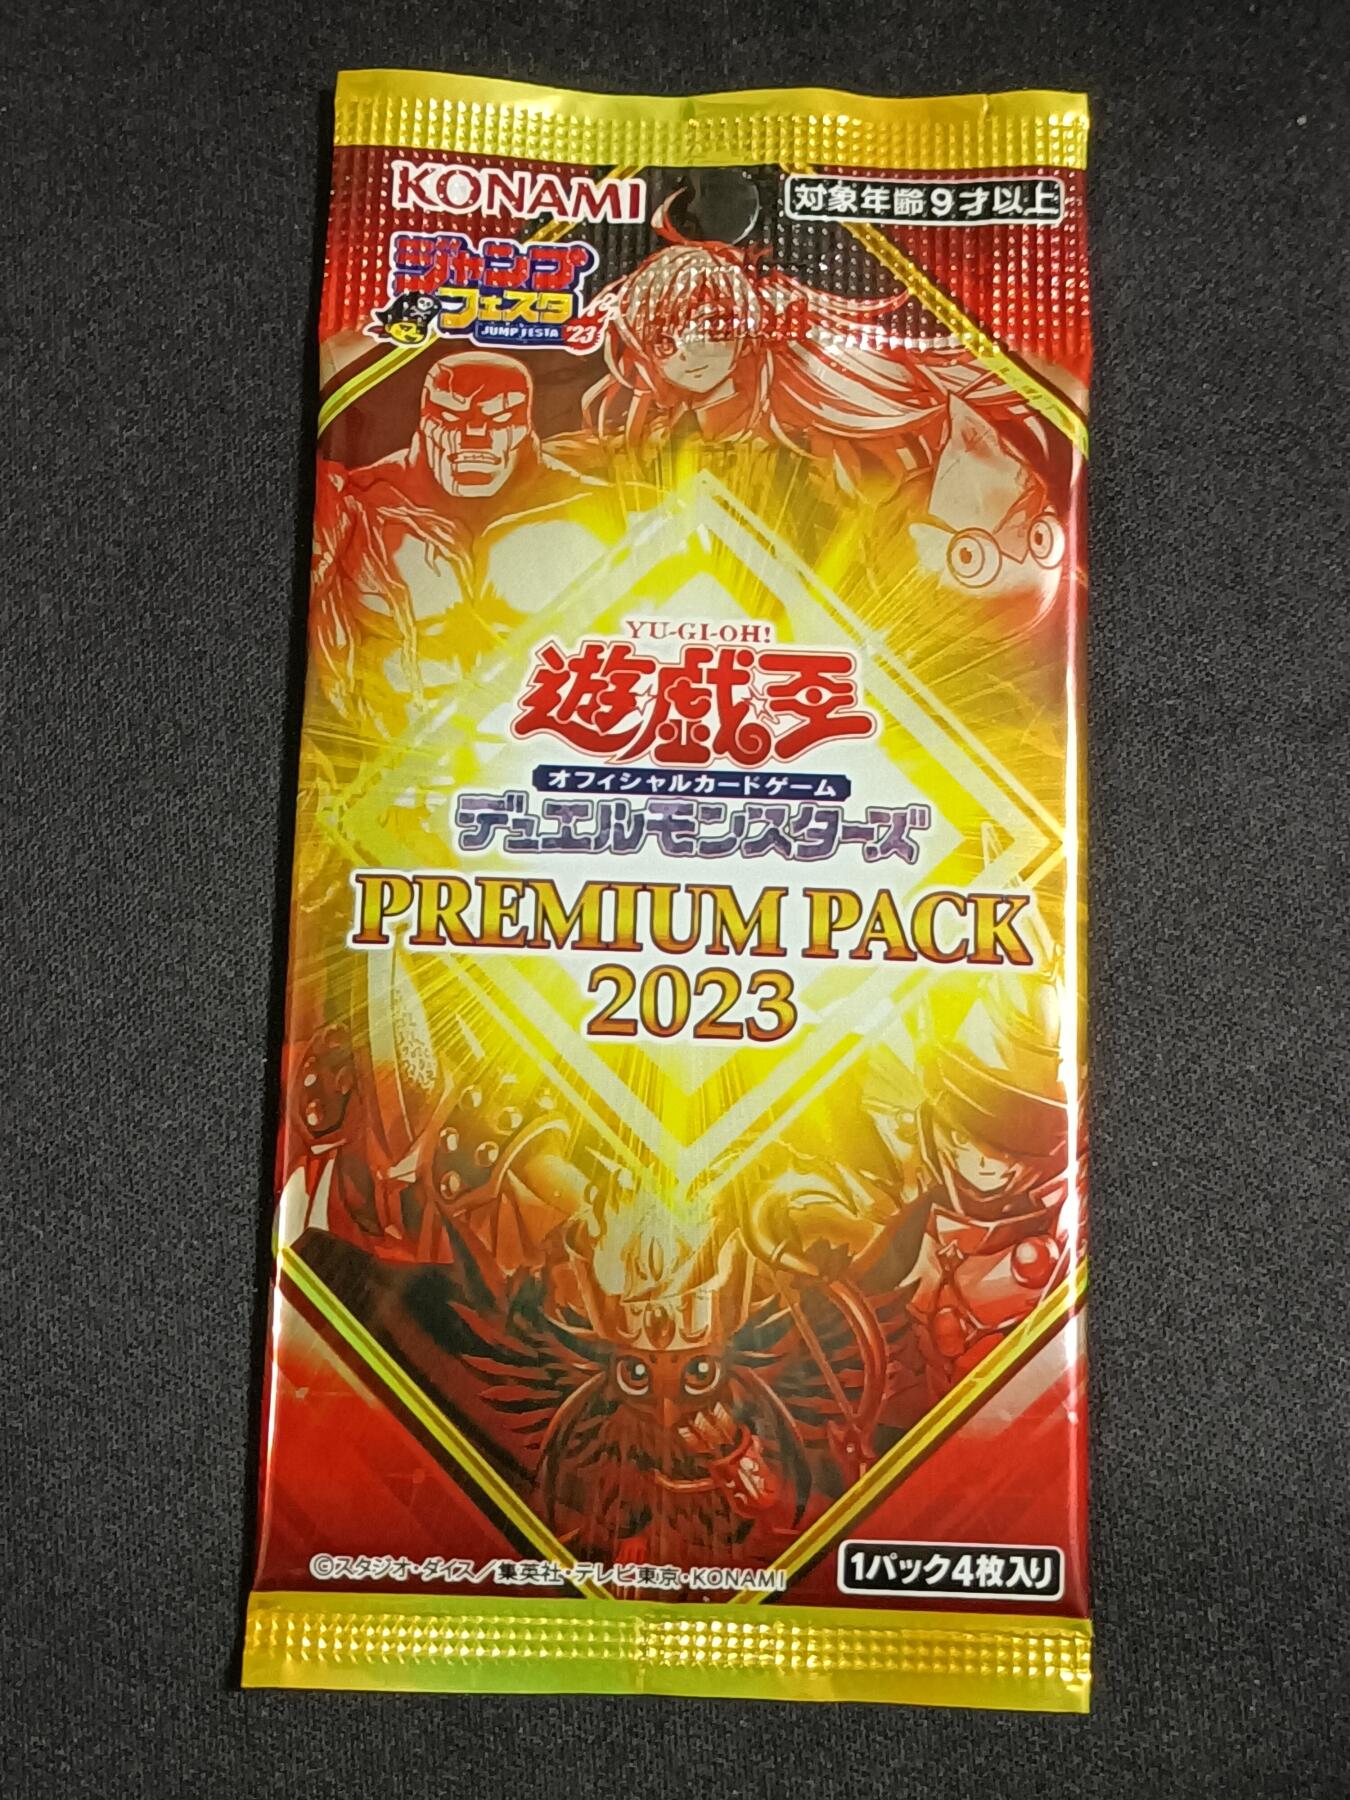 KONAMI
対象年齢9才以上
ジャンプ
フェスタ
JUMP FESTA '23
YU-GI-OH!
遊戯王
オフィシャルカードゲーム
デュエルモンスターズ
PREMIUM PACK
2023
©スタジオ・ダイス／集英社・テレビ東京・KONAMI
1パック4枚入り